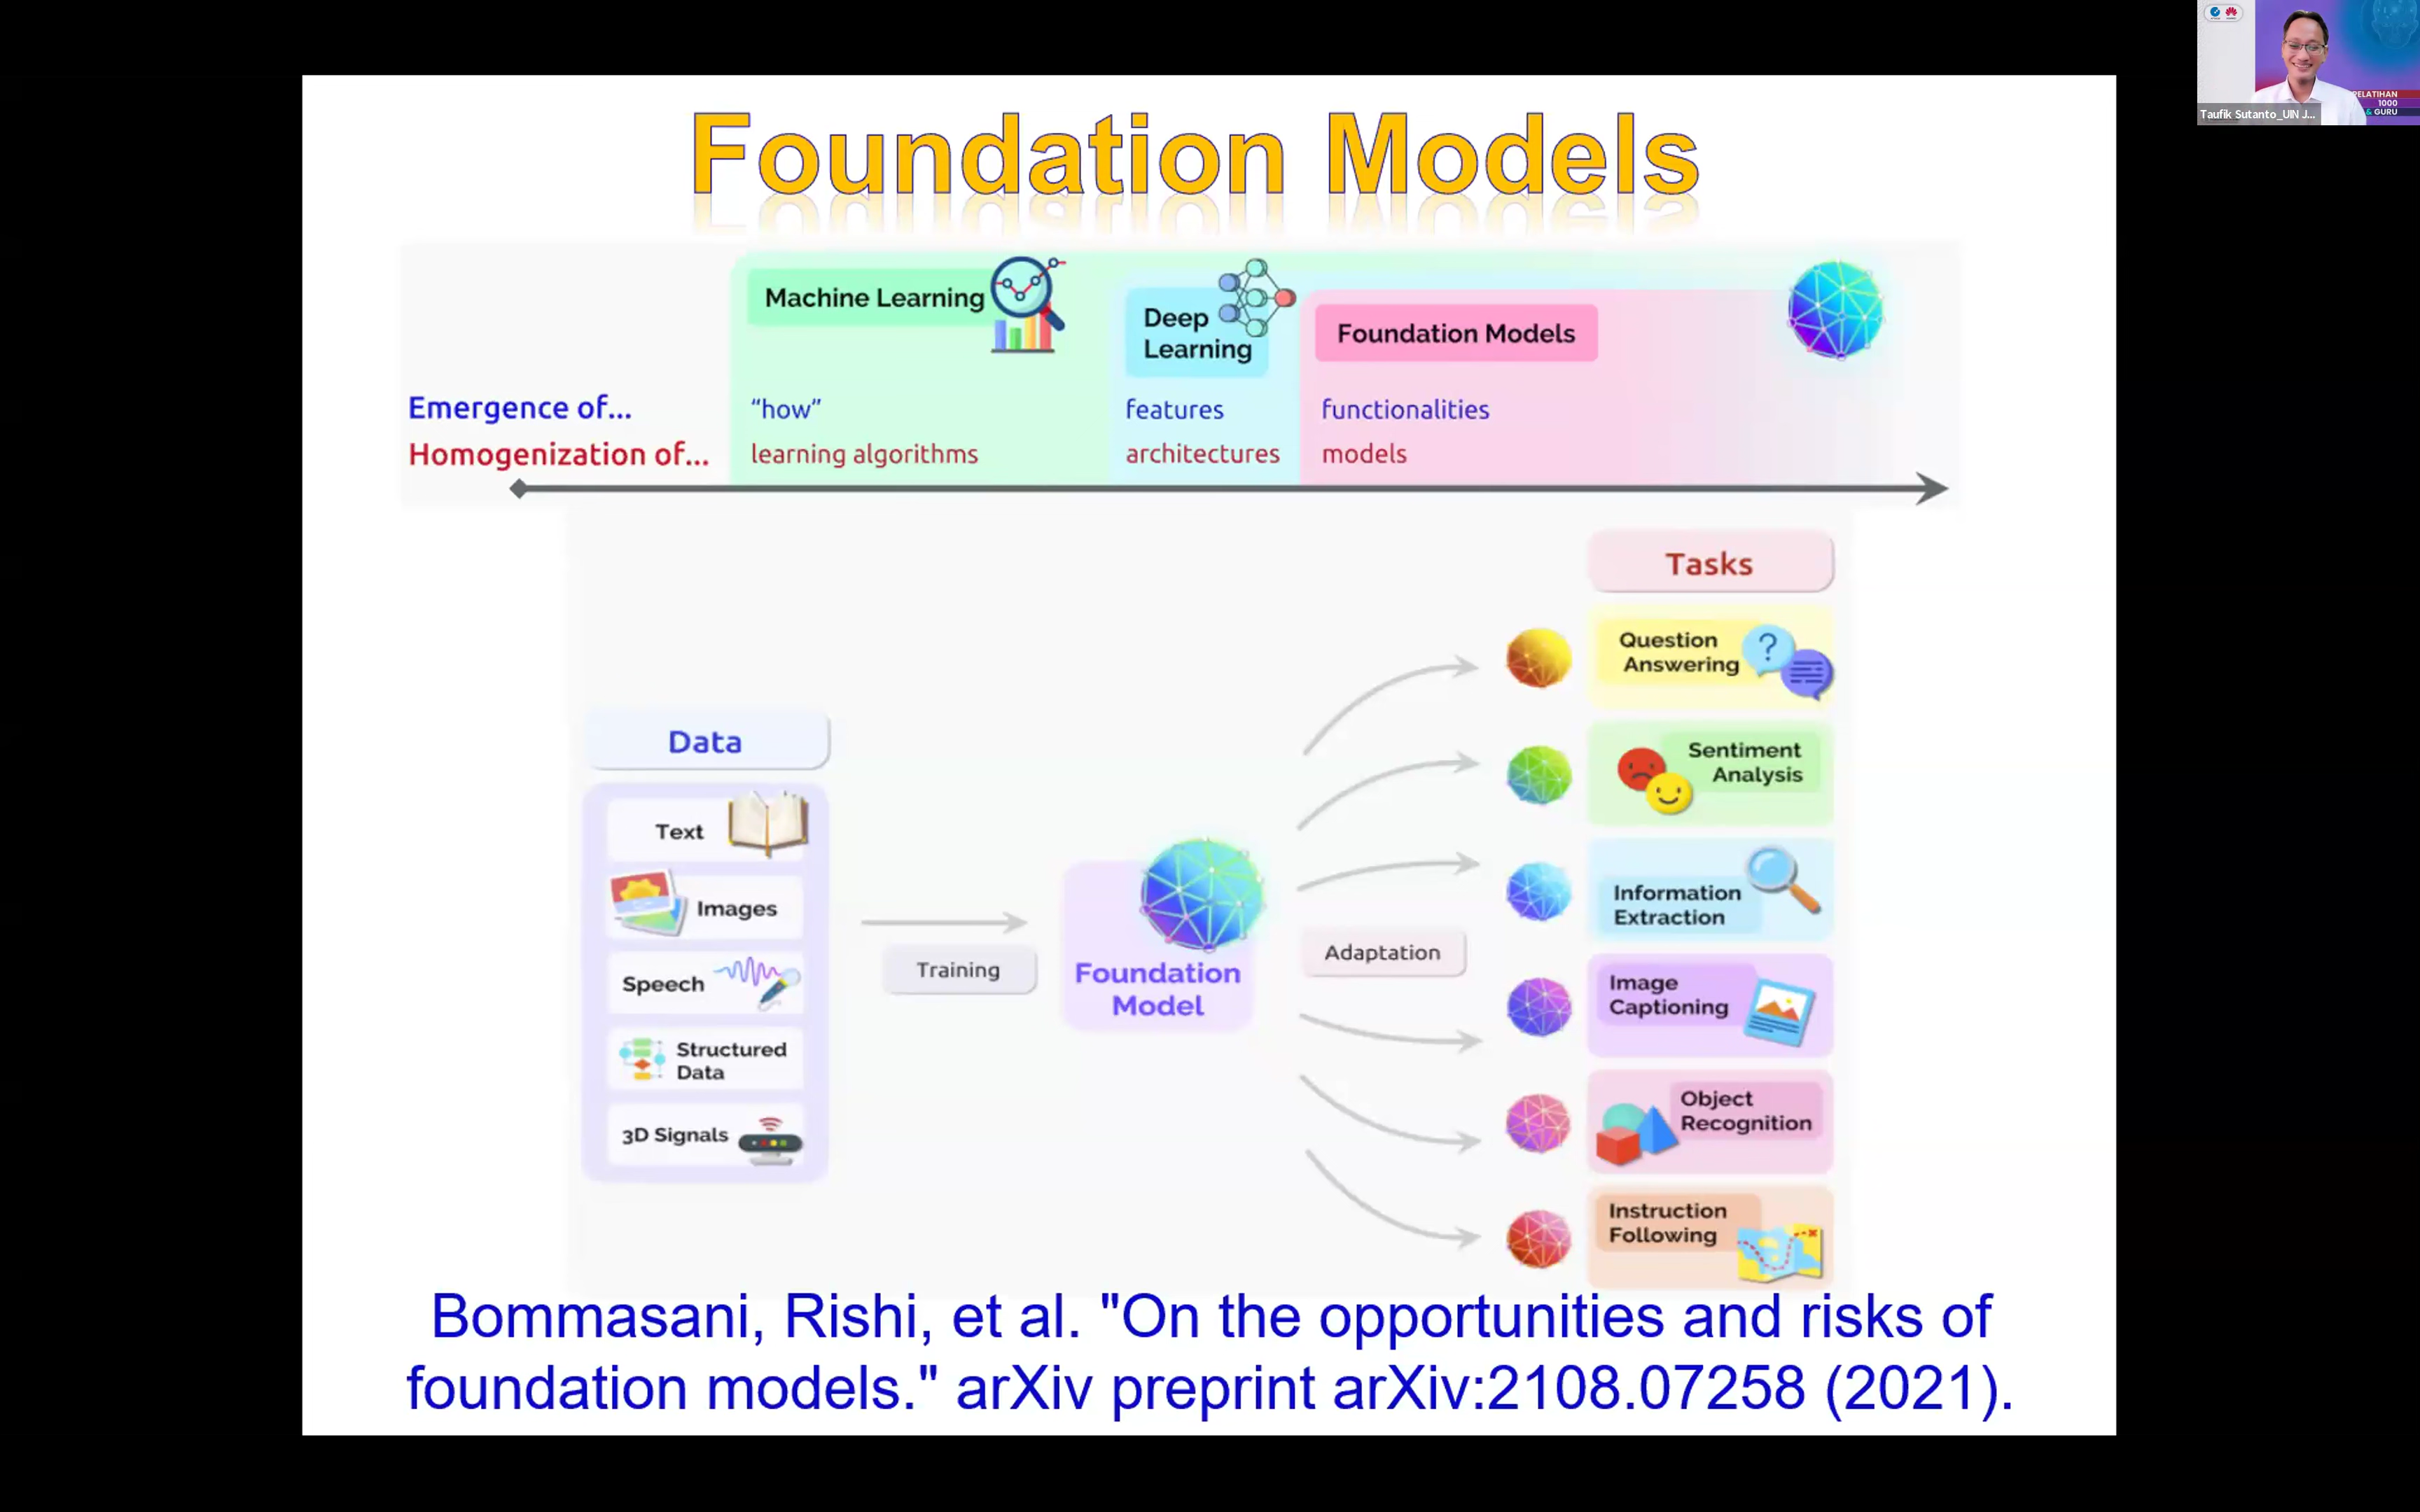 Foundation Models
Machine Learning
Deep
Learning
Foundation Models
Emergence of...
"how"
features
functionalities
Homogenization of...
learning algorithms
architectures
models
Tasks
Question
Answering
?
Sentiment
Analysis
Data
Text
Images
Speech
Structured
Data
3D Signals
Training
Foundation
Model
Adaptation
Information
Extraction
Image
Captioning
Object
Recognition
Instruction
Following
Bommasani, Rishi, et al. "On the opportunities and risks of
foundation models." arXiv preprint arXiv:2108.07258 (2021).
Taufik Sutanto_UIN J...
PELATIHAN
1000
& GURU